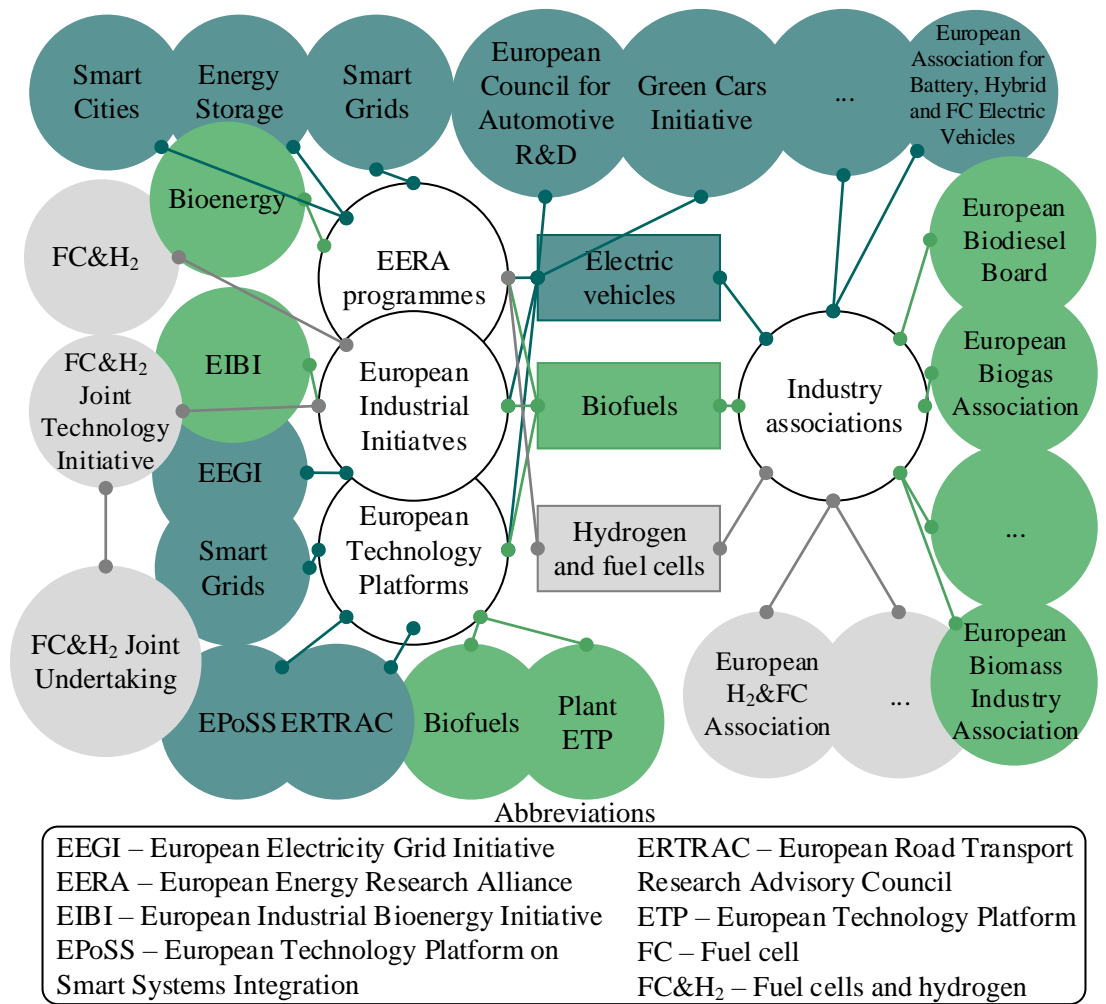 Smart
Cities
Energy
Storage
Smart
Grids
European
Council for
Automotive
R&D
Green Cars
Initiative
...
European
Association for
Battery, Hybrid
and FC Electric
Vehicles
Bioenergy
FC&H₂
EERA
programmes
Electric
vehicles
European
Biodiesel
Board
FC&H₂
Joint
Technology
Initiative
EIBI
European
Industrial
Initiatves
Biofuels
Industry
associations
European
Biogas
Association
EEGI
Smart
Grids
European
Technology
Platforms
Hydrogen
and fuel cells
...
FC&H₂ Joint
Undertaking
EPoSS
ERTRAC
Biofuels
Plant
ETP
European
H₂&FC
Association
...
European
Biomass
Industry
Association
Abbreviations
EEGI – European Electricity Grid Initiative
EERA – European Energy Research Alliance
EIBI – European Industrial Bioenergy Initiative
EPoSS – European Technology Platform on
Smart Systems Integration
ERTRAC – European Road Transport
Research Advisory Council
ETP – European Technology Platform
FC – Fuel cell
FC&H₂ – Fuel cells and hydrogen